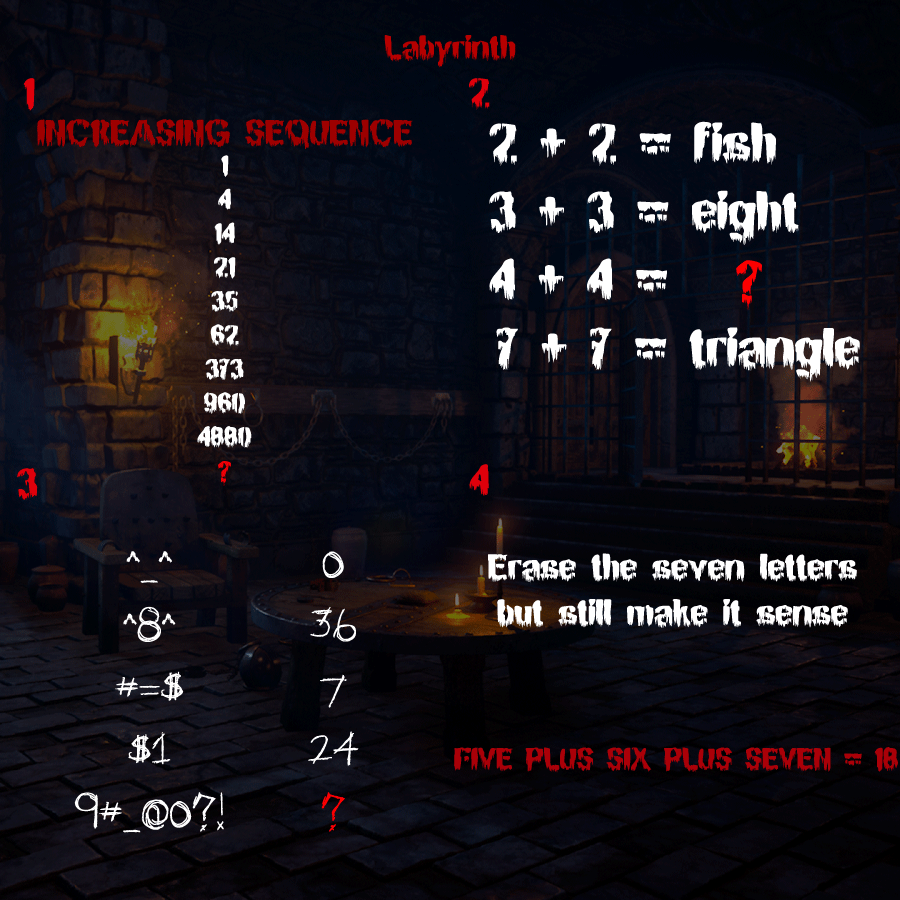 Labyrinth
1
INCREASING SEQUENCE
1
4
14
21
35
62
373
960
4880
?
2
2 + 2 = fish
3 + 3 = eight
4 + 4 = ?
7 + 7 = triangle
3
^_^ 0
^8^ 36
#=$ 7
$1 24
9#_@0?! ?
4
Erase the seven letters
but still make it sense
FIVE PLUS SIX PLUS SEVEN = 18